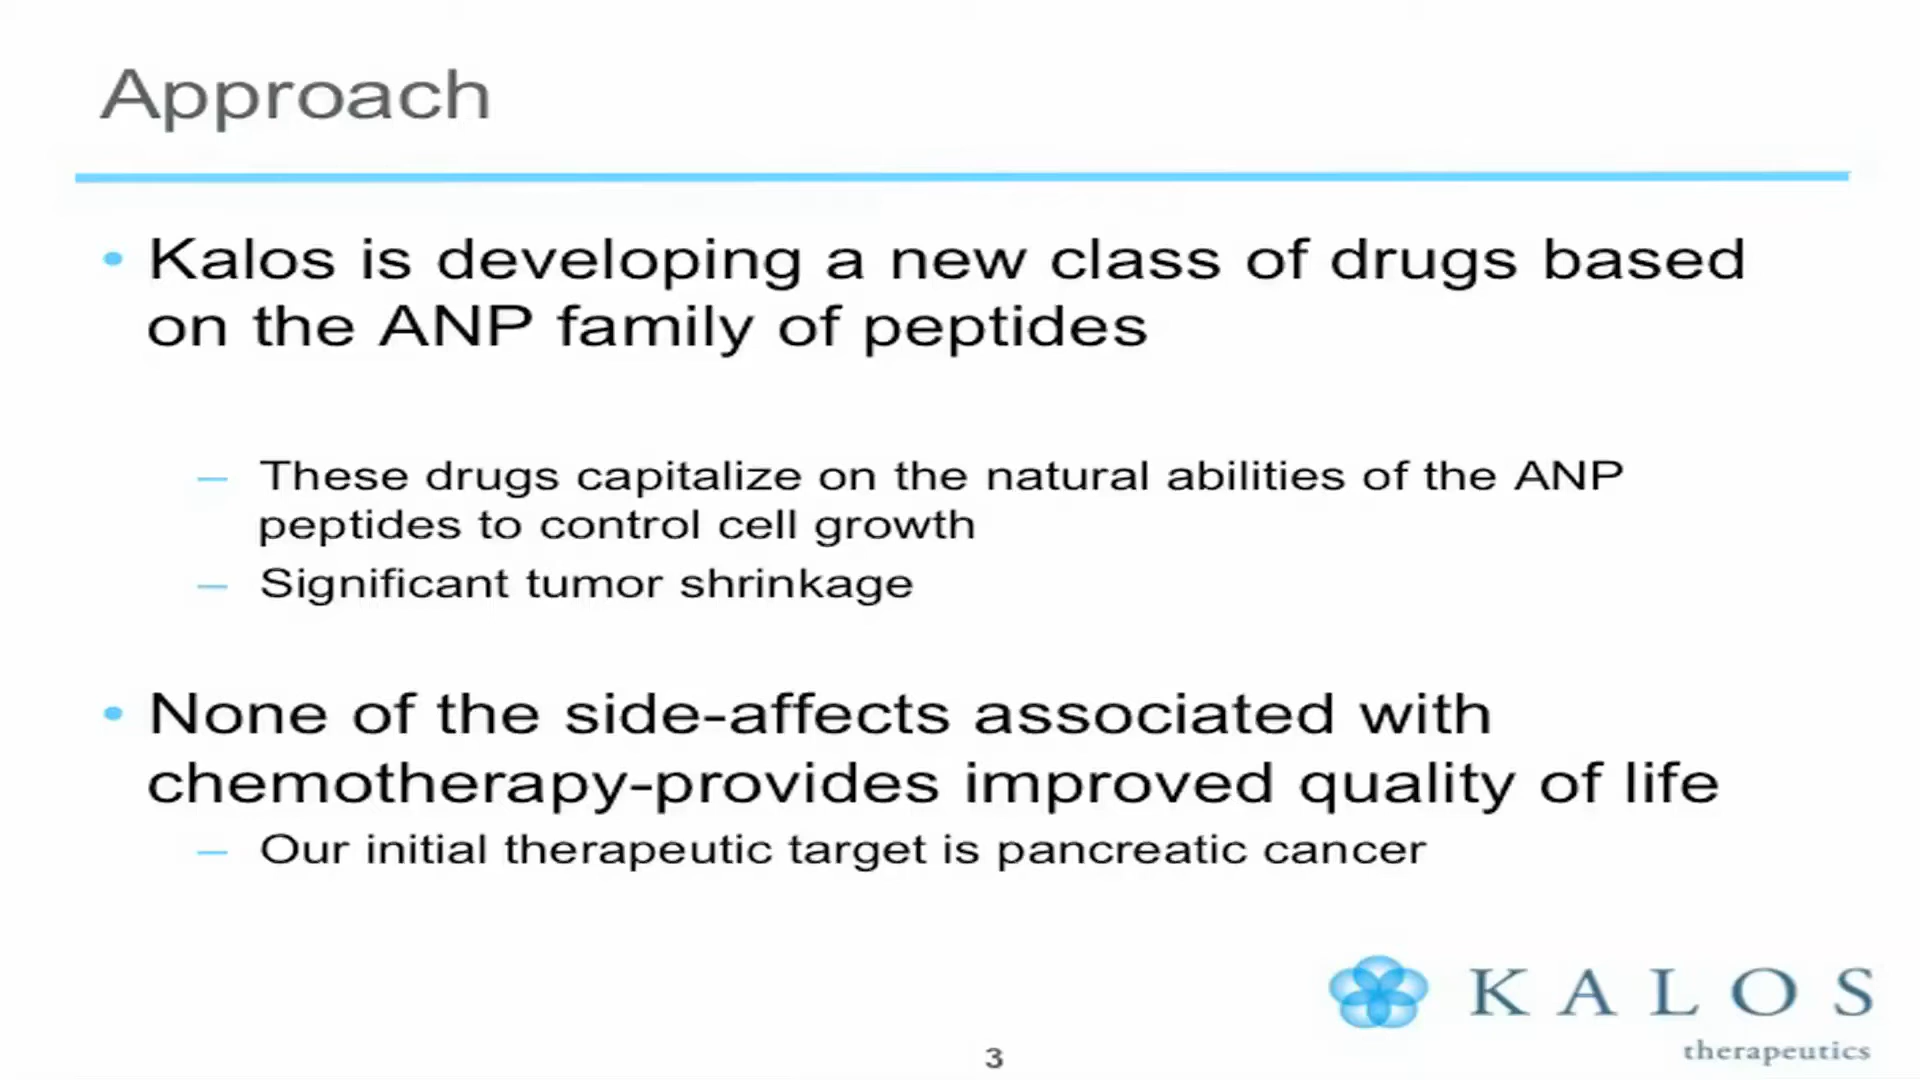 Approach
• Kalos is developing a new class of drugs based
on the ANP family of peptides
– These drugs capitalize on the natural abilities of the ANP
peptides to control cell growth
– Significant tumor shrinkage
• None of the side-affects associated with
chemotherapy-provides improved quality of life
– Our initial therapeutic target is pancreatic cancer
KALOS
therapeutics
3